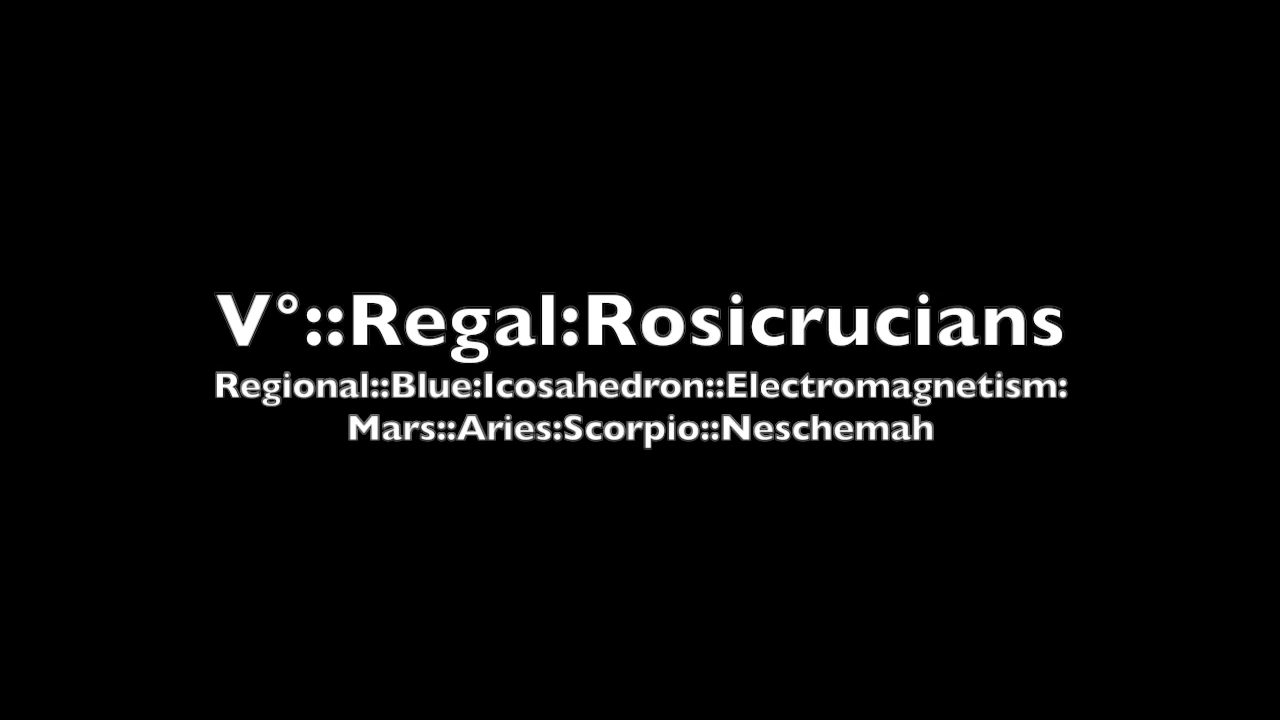 V°::Regal:Rosicrucians
Regional::Blue:Icosahedron::Electromagnetism:
Mars::Aries:Scorpio::Neschemah